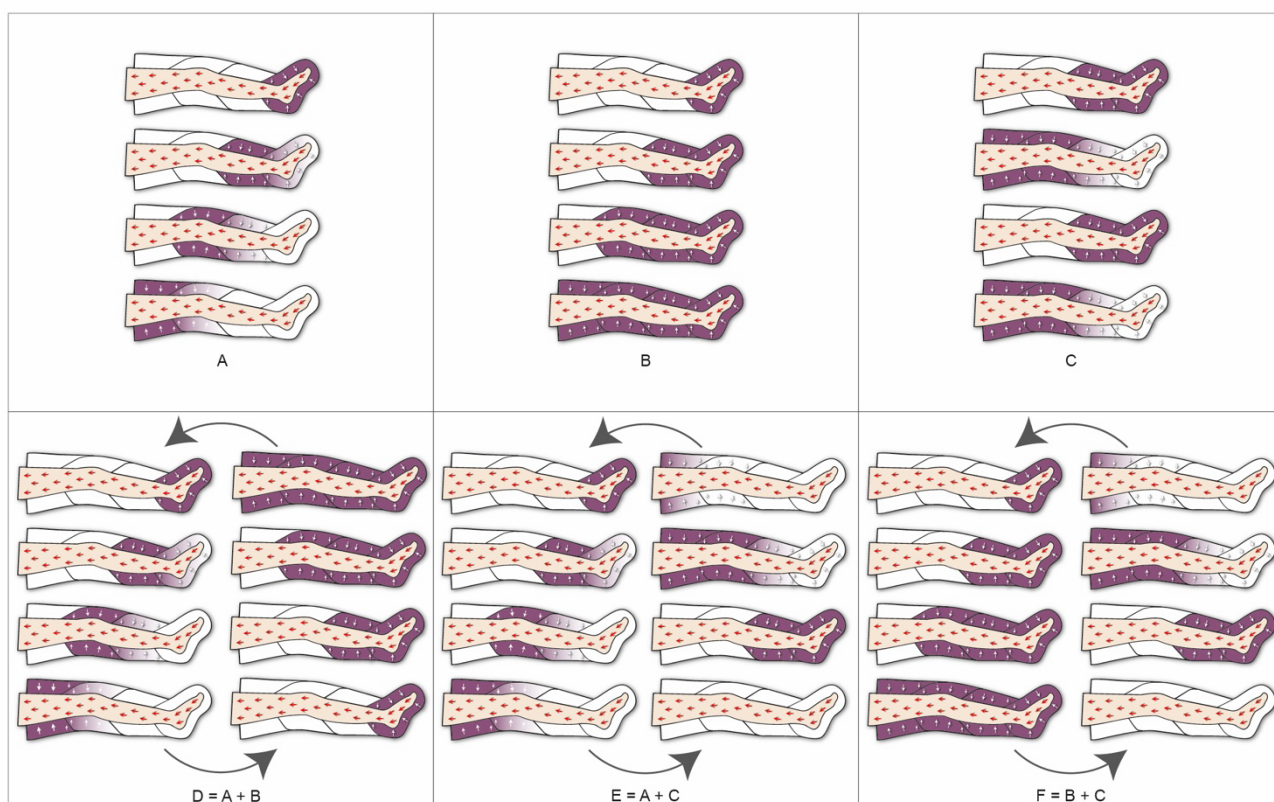 A
B
C
D = A + B
E = A + C
F = B + C